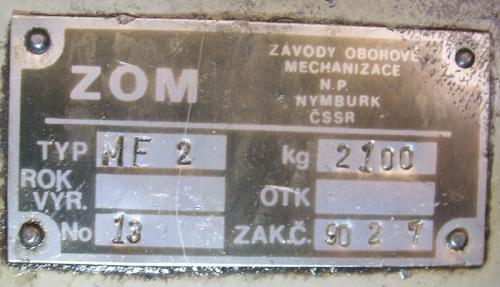 ZOM
ZÁVODY OBOROVÉ
MECHANIZACE
N.P.
NYMBURK
ČSSR
TYP ME 2 kg 2100
ROK
VÝR. OTK
No 13 ZAK.Č. 90 2 7